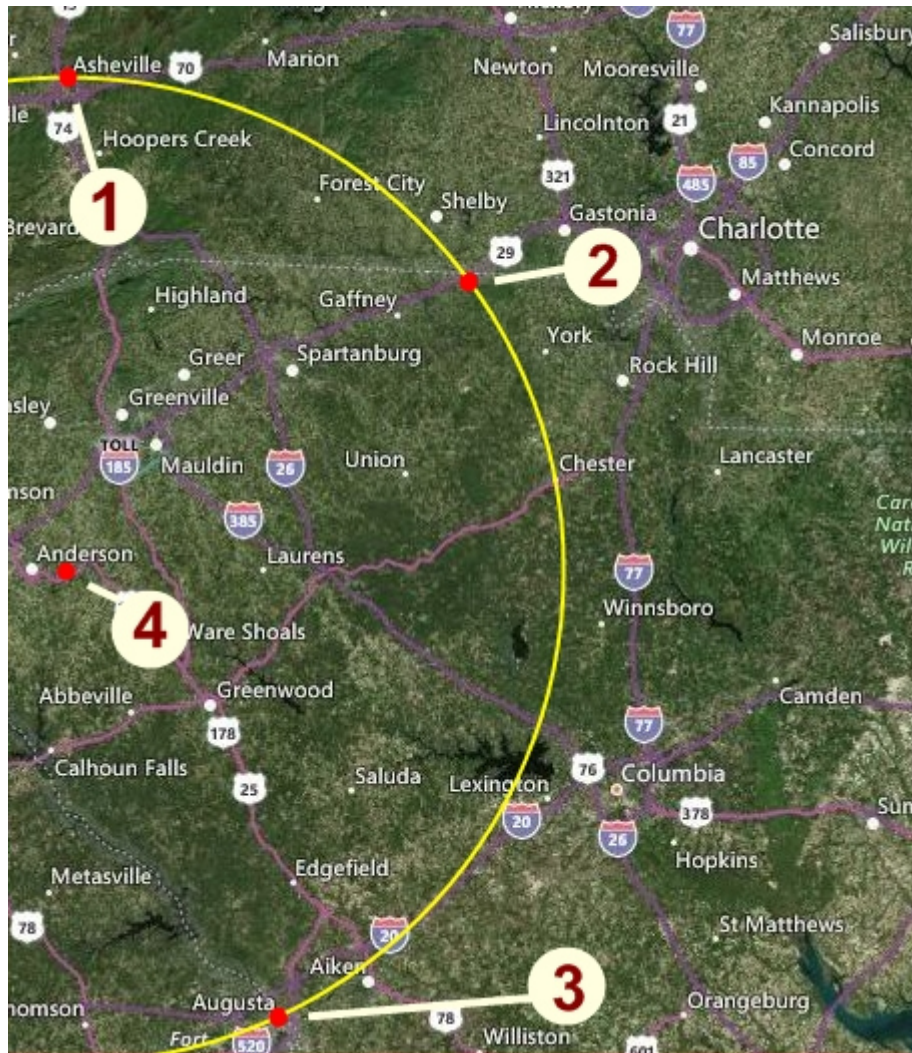 Asheville
70
Marion
Newton
77
Salisbury
Mooresville
74
Hoopers Creek
Lincolnton
21
Kannapolis
Concord
85
321
485
Forest City
Shelby
1
Brevard
Gastonia
Charlotte
29
2
Matthews
Highland
Gaffney
York
Monroe
Greer
Spartanburg
Rock Hill
Greenville
TOLL
185
Mauldin
26
Union
Chester
Lancaster
385
Anderson
Laurens
77
4
Ware Shoals
Winnsboro
Abbeville
Greenwood
178
77
Camden
Calhoun Falls
25
Saluda
Lexington
76
Columbia
20
378
26
Hopkins
Metasville
Edgefield
78
20
St Matthews
Aiken
3
Augusta
78
Orangeburg
Fort
520
Williston
601